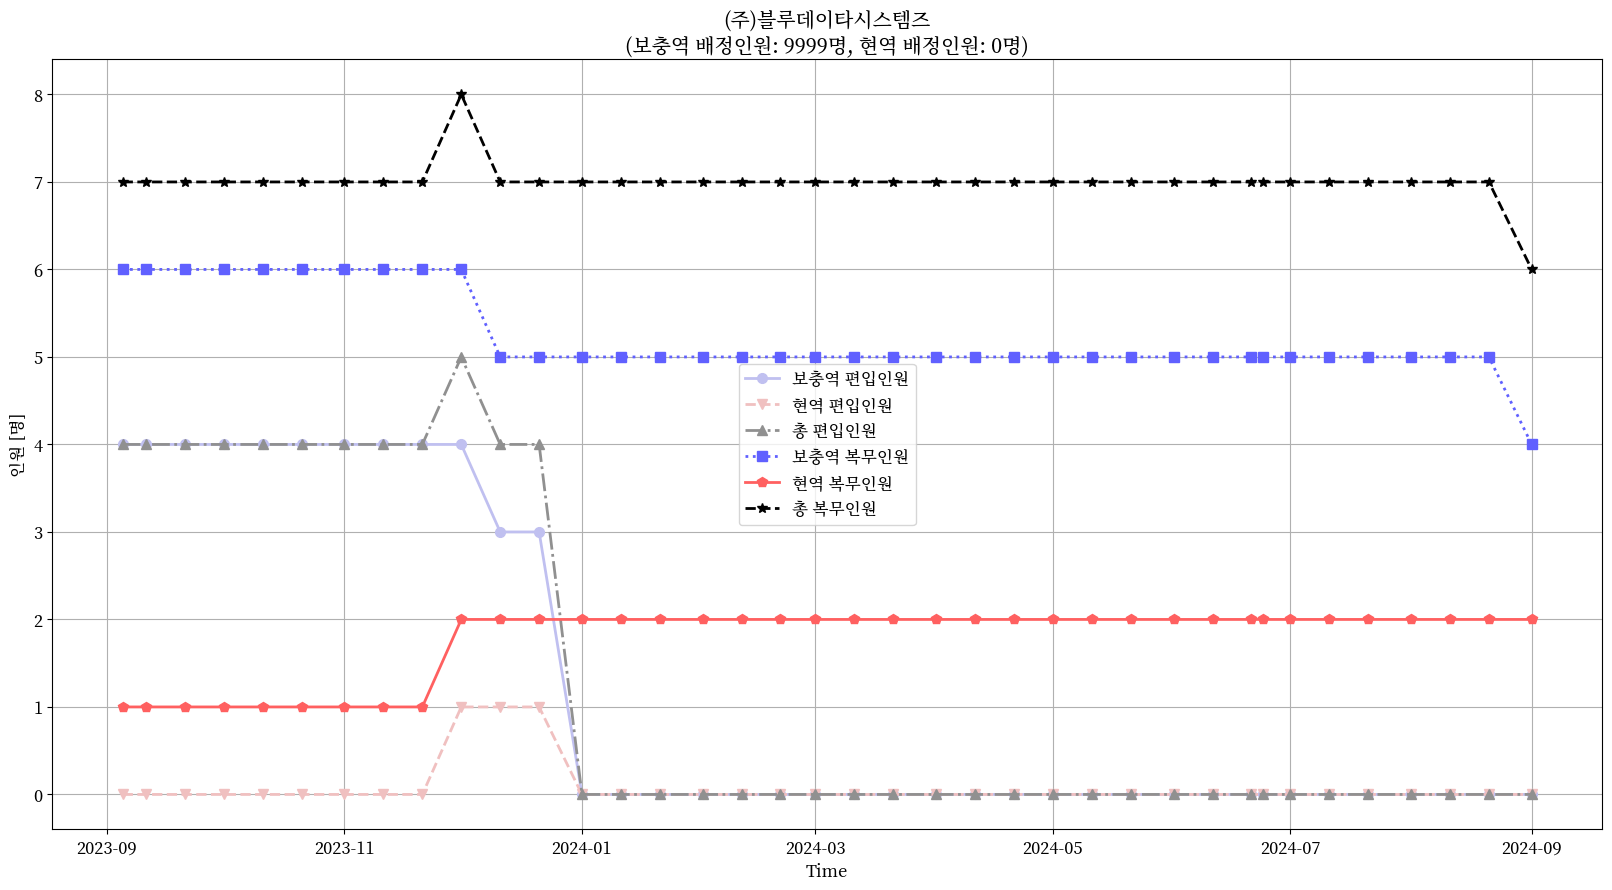 (주)블루데이타시스템즈
(보충역 배정인원: 9999명, 현역 배정인원: 0명)
인원 [명]
8
7
6
5
4
3
2
1
0
보충역 편입인원
현역 편입인원
총 편입인원
보충역 복무인원
현역 복무인원
총 복무인원
2023-09
2023-11
2024-01
2024-03
2024-05
2024-07
2024-09
Time